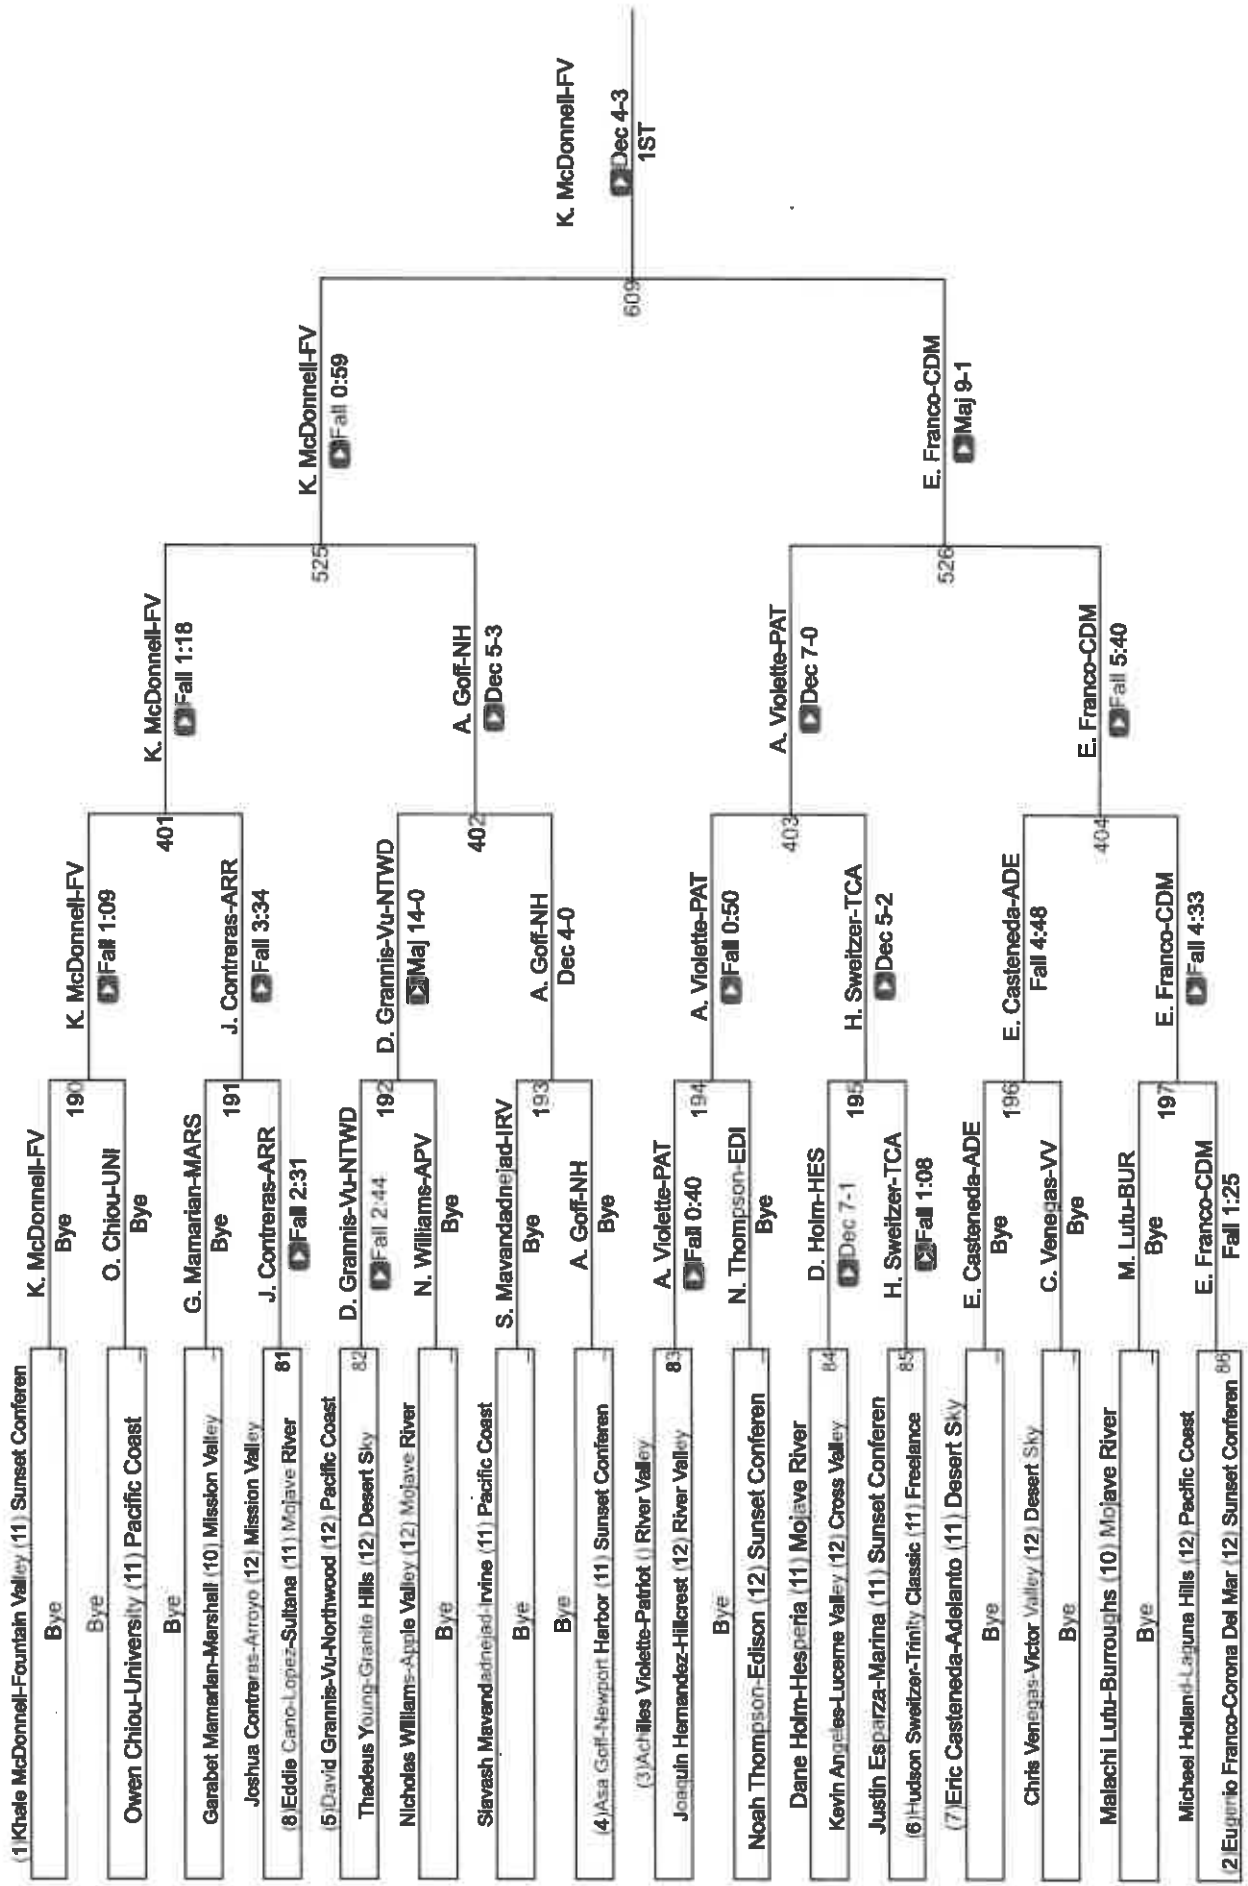 (1)Khale McDonnell-Fountain Valley (11) Sunset Conferen
Bye
Bye
Owen Chiou-University (11) Pacific Coast
Bye
Garabet Mamarian-Marshall (10) Mission Valley
Joshua Contreras-Arroyo (12) Mission Valley
(8)Eddie Cano-Lopez-Sultana (11) Mojave River
81
(5)David Grannis-Vu-Northwood (12) Pacific Coast
Thadeus Young-Granite Hills (12) Desert Sky
82
Nicholas Williams-Apple Valley (12) Mojave River
Bye
Siavash Mavandadnejad-Irvine (11) Pacific Coast
Bye
Bye
(4)Asa Goff-Newport Harbor (11) Sunset Conferen
(3)Achilles Violette-Patriot () River Valley
Joaquin Hernandez-Hillcrest (12) River Valley
83
Bye
Noah Thompson-Edison (12) Sunset Conferen
Dane Holm-Hesperia (11) Mojave River
Kevin Angeles-Lucerne Valley (12) Cross Valley
84
Justin Esparza-Marina (11) Sunset Conferen
(6)Hudson Sweitzer-Trinity Classic (11) Freelance
85
(7)Eric Casteneda-Adelanto (11) Desert Sky
Bye
Chris Venegas-Victor Valley (12) Desert Sky
Bye
Malachi Lutu-Burroughs (10) Mojave River
Bye
Michael Holland-Laguna Hills (12) Pacific Coast
(2)Eugenio Franco-Corona Del Mar (12) Sunset Conferen
86
K. McDonnell-FV
Bye
190
O. Chiou-UNI
Bye
G. Mamarian-MARS
Bye
191
J. Contreras-ARR
Fall 2:31
D. Grannis-Vu-NTWD
Fall 2:44
192
N. Williams-APV
Bye
S. Mavandadnejad-IRV
Bye
193
A. Goff-NH
Bye
A. Violette-PAT
Fall 0:40
194
N. Thompson-EDI
Bye
D. Holm-HES
Dec 7-1
195
H. Sweitzer-TCA
Fall 1:08
E. Casteneda-ADE
Bye
196
C. Venegas-VV
Bye
M. Lutu-BUR
Bye
197
E. Franco-CDM
Fall 1:25
K. McDonnell-FV
Fall 1:09
401
J. Contreras-ARR
Fall 3:34
D. Grannis-Vu-NTWD
Maj 14-0
402
A. Goff-NH
Dec 4-0
A. Violette-PAT
Fall 0:50
403
H. Sweitzer-TCA
Dec 5-2
E. Casteneda-ADE
Fall 4:48
404
E. Franco-CDM
Fall 4:33
K. McDonnell-FV
Fall 1:18
525
A. Goff-NH
Dec 5-3
A. Violette-PAT
Dec 7-0
526
E. Franco-CDM
Fall 5:40
K. McDonnell-FV
Fall 0:59
609
E. Franco-CDM
Maj 9-1
K. McDonnell-FV
Dec 4-3
1ST